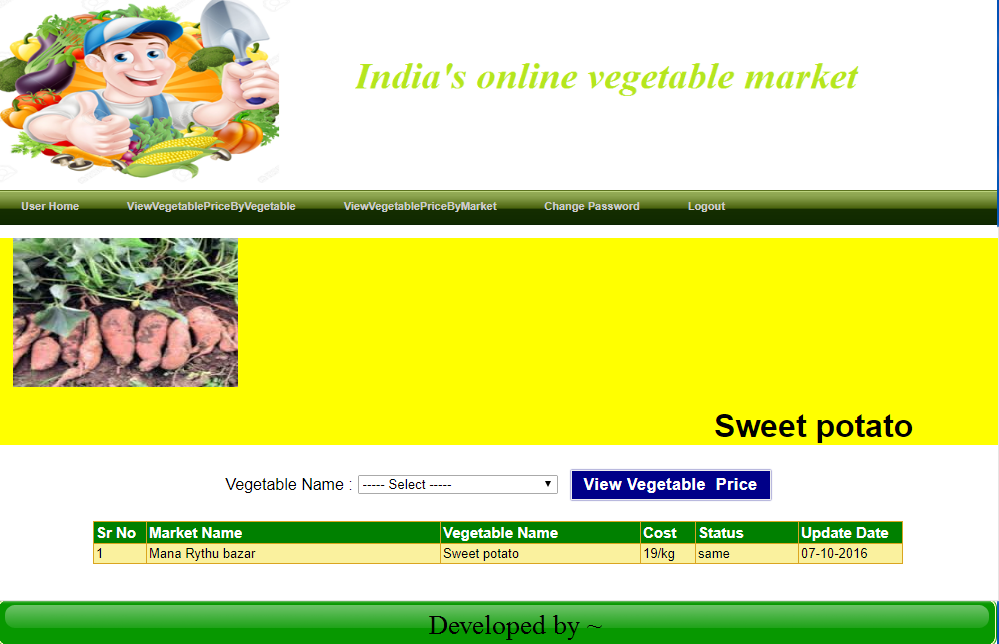 India's online vegetable market
User Home ViewVegetablePriceByVegetable ViewVegetablePriceByMarket Change Password Logout
Sweet potato
Vegetable Name : ----- Select ----- View Vegetable Price
Sr No Market Name Vegetable Name Cost Status Update Date
1 Mana Rythu bazar Sweet potato 19/kg same 07-10-2016
Developed by ~